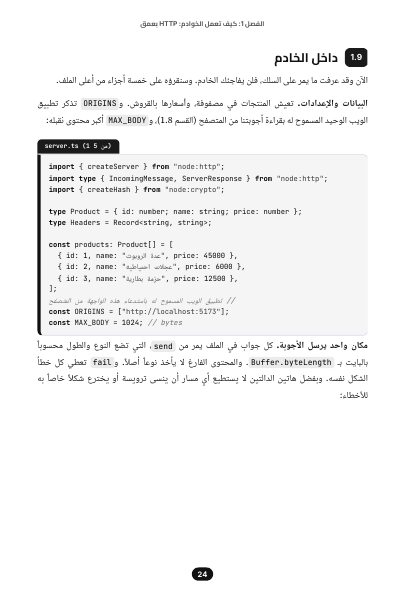 الفصل 1: كيف تعمل الخوادم: HTTP بعمق
1.9 داخل الخادم
الآن وقد عرفت ما يمر على السلك، فلن يفاجئك الخادم. وسنقرؤه على خمسة أجزاء من أعلى الملف.
البيانات والإعدادات. تعيش المنتجات في مصفوفة، وأسعارها بالقروش. و ORIGINS تذكر تطبيق
الويب الوحيد المسموح له بقراءة أجوبتنا من المتصفح (القسم 1.8)، و MAX_BODY أكبر محتوى نقبله:
server.ts (1 من 5)
import { createServer } from "node:http";
import type { IncomingMessage, ServerResponse } from "node:http";
import { createHash } from "node:crypto";
type Product = { id: number; name: string; price: number };
type Headers = Record<string, string>;
const products: Product[] = [
{ id: 1, name: "عدة الروبوت", price: 45000 },
{ id: 2, name: "عجلات احتياطية", price: 6000 },
{ id: 3, name: "حزمة بطارية", price: 12500 },
];
// تطبيق الويب المسموح له باستدعاء هذه الواجهة من المتصفح
const ORIGINS = ["http://localhost:5173"];
const MAX_BODY = 1024; // bytes
مكان واحد يرسل الأجوبة. كل جواب في الملف يمر من send، التي تضع النوع والطول محسوباً
بالبايت بـ Buffer.byteLength. والمحتوى الفارغ لا يأخذ نوعاً أصلاً. و fail تعطي كل خطأ
الشكل نفسه. وبفضل هاتين الدالتين لا يستطيع أي مسار أن ينسى ترويسة أو يخترع شكلاً خاصاً به
للأخطاء:
24